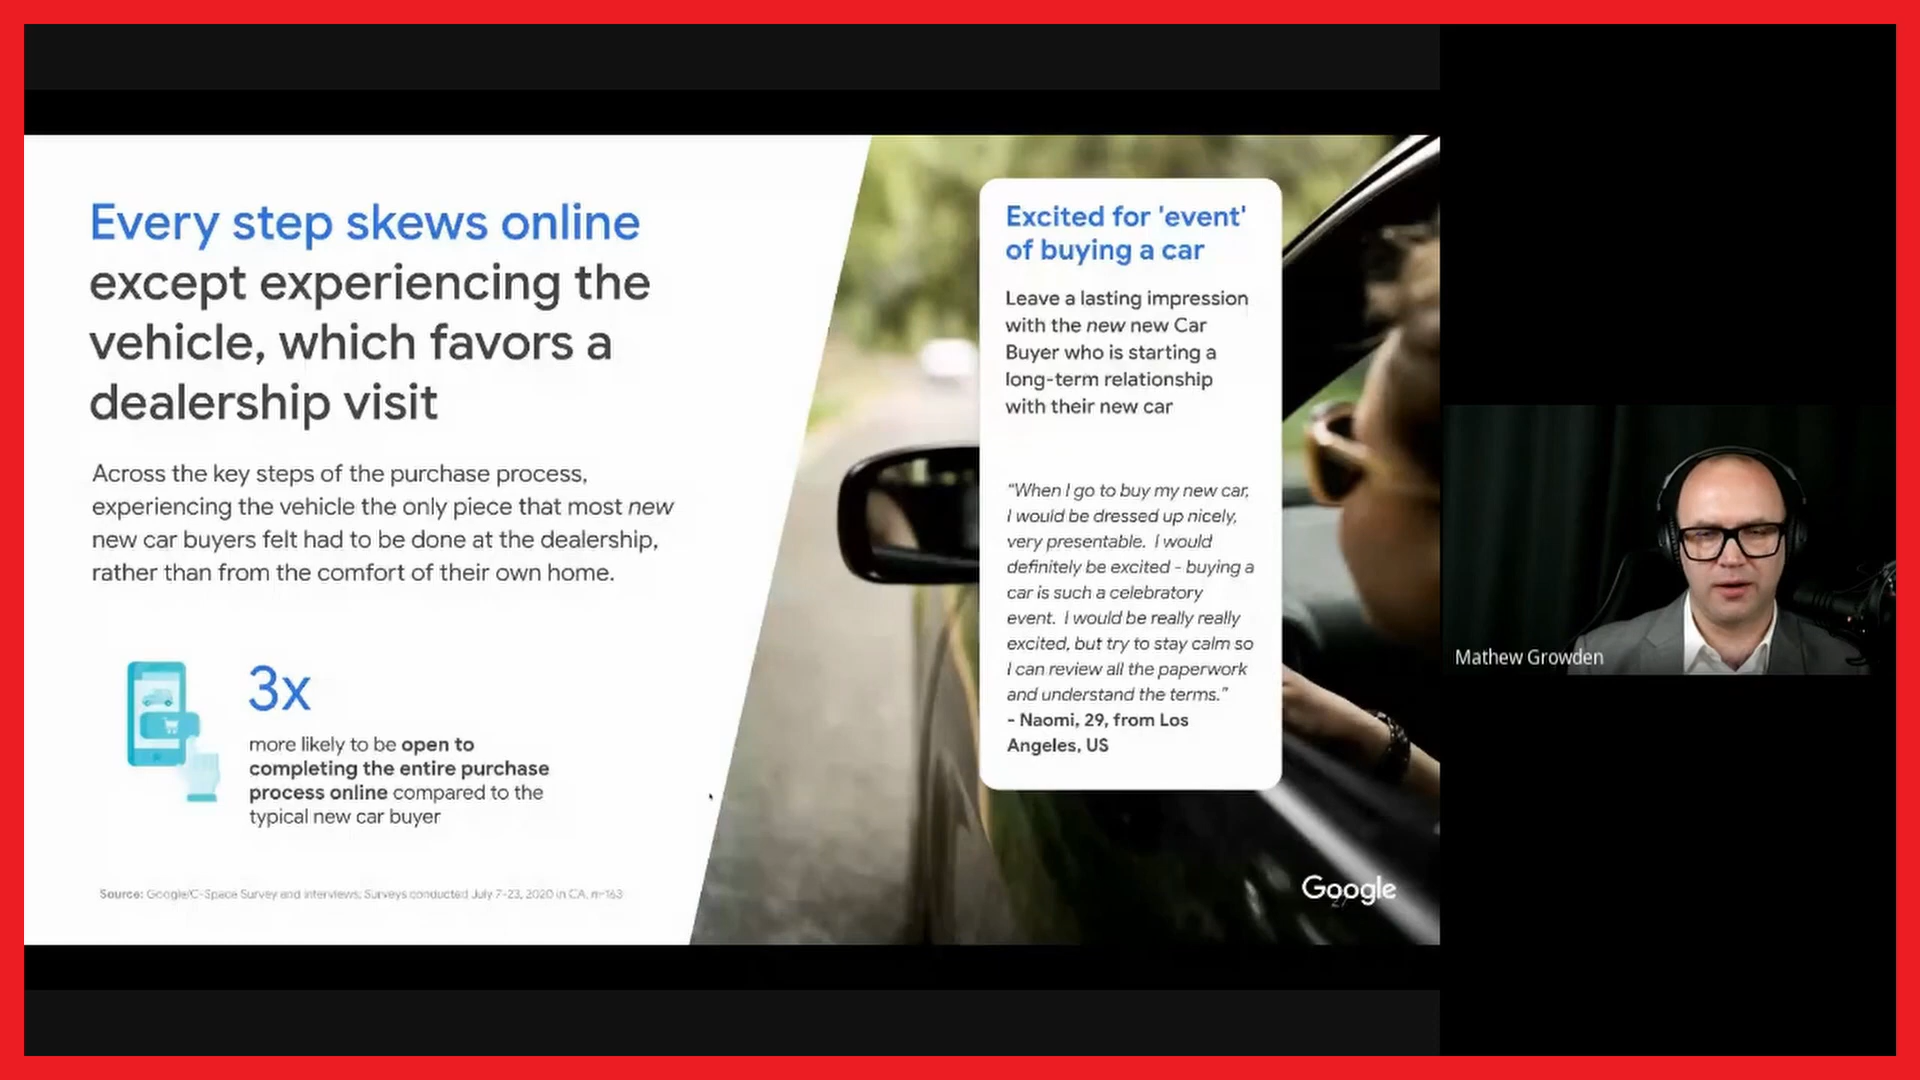 Every step skews online
except experiencing the
vehicle, which favors a
dealership visit
Across the key steps of the purchase process,
experiencing the vehicle the only piece that most new
new car buyers felt had to be done at the dealership,
rather than from the comfort of their own home.
3x
more likely to be open to
completing the entire purchase
process online compared to the
typical new car buyer
Source: Google/C-Space Survey and interviews; Surveys conducted July 7-23, 2020 in CA, n=163
Excited for 'event'
of buying a car
Leave a lasting impression
with the new new Car
Buyer who is starting a
long-term relationship
with their new car
“When I go to buy my new car,
I would be dressed up nicely,
very presentable. I would
definitely be excited - buying a
car is such a celebratory
event. I would be really really
excited, but try to stay calm so
I can review all the paperwork
and understand the terms.”
- Naomi, 29, from Los
Angeles, US
Google
Mathew Growden